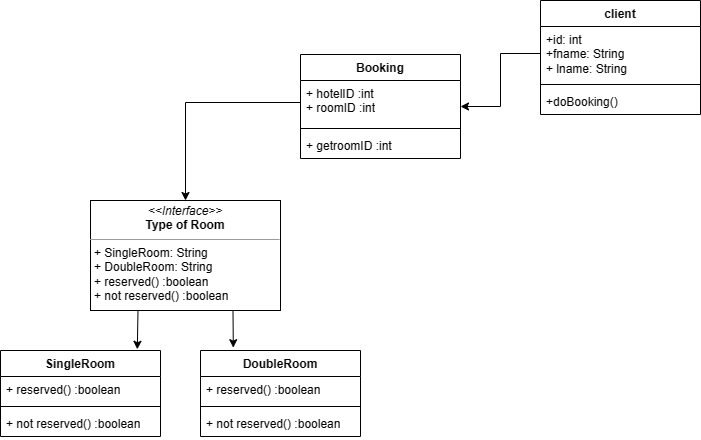 client
+id: int
+fname: String
+ lname: String
+doBooking()
Booking
+ hotelID :int
+ roomID :int
+ getroomID :int
<<Interface>>
Type of Room
+ SingleRoom: String
+ DoubleRoom: String
+ reserved() :boolean
+ not reserved() :boolean
SingleRoom
+ reserved() :boolean
+ not reserved() :boolean
DoubleRoom
+ reserved() :boolean
+ not reserved() :boolean